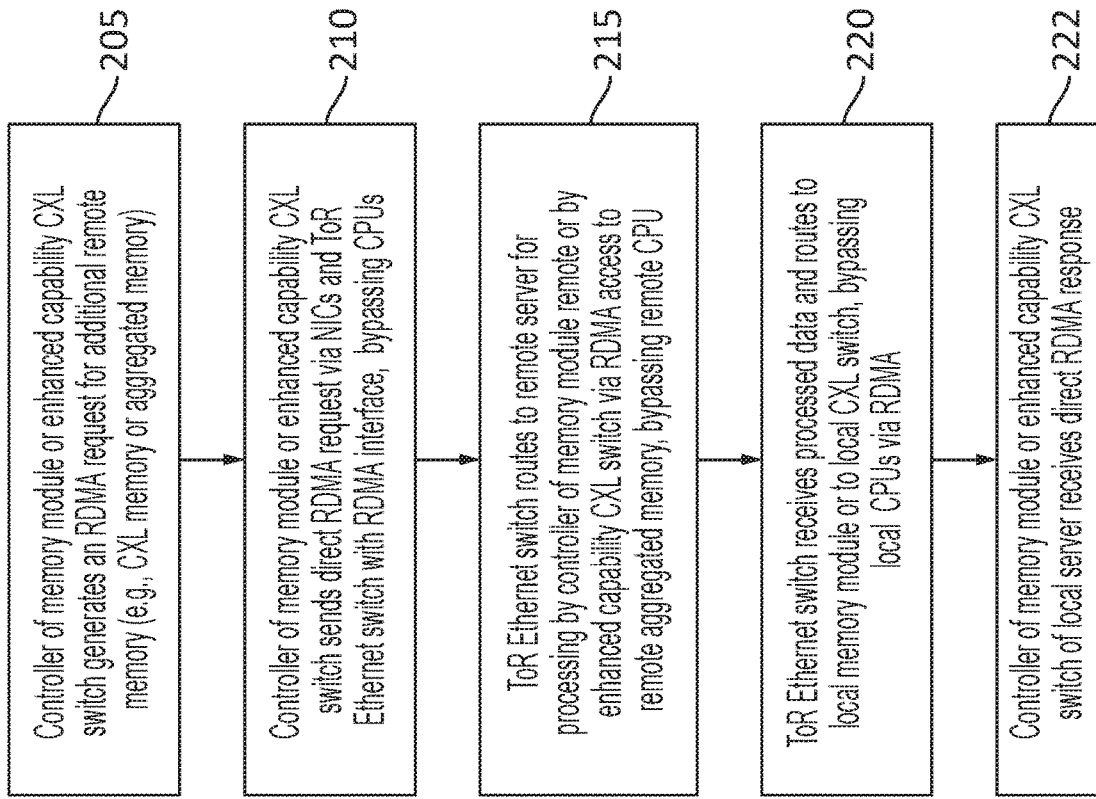 Controller of memory module or enhanced capability CXL
switch generates an RDMA request for additional remote
memory (e.g., CXL memory or aggregated memory)
205
Controller of memory module or enhanced capability CXL
switch sends direct RDMA request via NICs and ToR
Ethernet switch with RDMA interface, bypassing CPUs
210
ToR Ethernet switch routes to remote server for
processing by controller of memory module remote or by
enhanced capability CXL switch via RDMA access to
remote aggregated memory, bypassing remote CPU
215
ToR Ethernet switch receives processed data and routes to
local memory module or to local CXL switch, bypassing
local CPUs via RDMA
220
Controller of memory module or enhanced capability CXL
switch of local server receives direct RDMA response
222